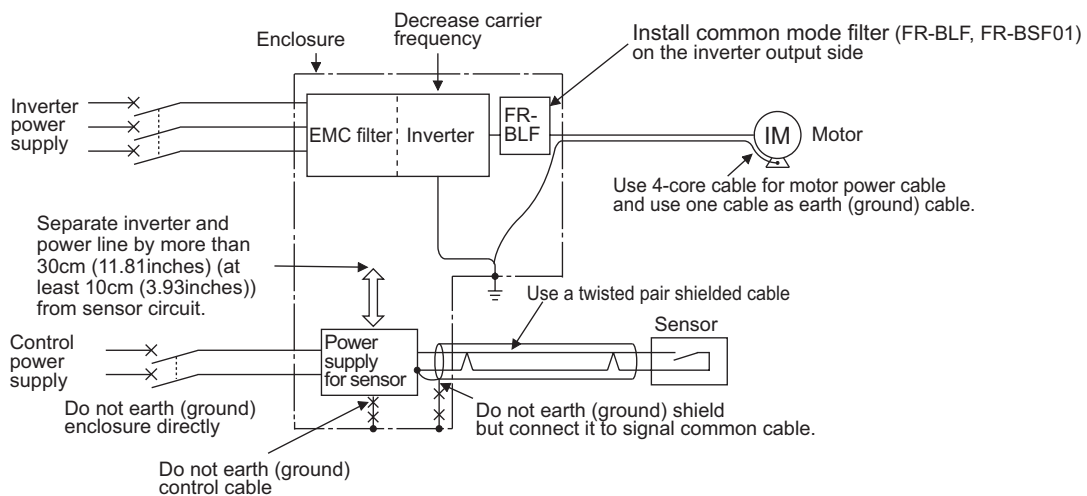 Decrease carrier
frequency
Enclosure
Install common mode filter (FR-BLF, FR-BSF01)
on the inverter output side
Inverter
power
supply
EMC filter
Inverter
FR-
BLF
IM
Motor
Use 4-core cable for motor power cable
and use one cable as earth (ground) cable.
Separate inverter and
power line by more than
30cm (11.81inches) (at
least 10cm (3.93inches))
from sensor circuit.
Use a twisted pair shielded cable
Sensor
Control
power
supply
Power
supply
for sensor
Do not earth (ground)
enclosure directly
Do not earth (ground) shield
but connect it to signal common cable.
Do not earth (ground)
control cable